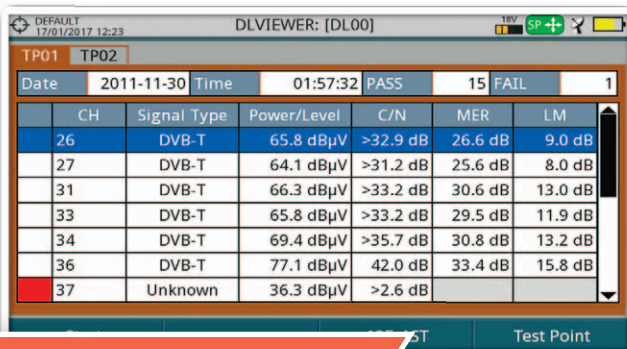 DEFAULT
17/01/2017 12:23
DLVIEWER: [DL00]
18V
SP
TP01 TP02
Date 2011-11-30 Time 01:57:32 PASS 15 FAIL 1
CH Signal Type Power/Level C/N MER LM
26 DVB-T 65.8 dBµV >32.9 dB 26.6 dB 9.0 dB
27 DVB-T 64.1 dBµV >31.2 dB 25.6 dB 8.0 dB
31 DVB-T 66.3 dBµV >33.2 dB 30.6 dB 13.0 dB
33 DVB-T 65.8 dBµV >33.2 dB 29.5 dB 11.9 dB
34 DVB-T 69.4 dBµV >35.7 dB 30.8 dB 13.2 dB
36 DVB-T 77.1 dBµV 42.0 dB 33.4 dB 15.8 dB
37 Unknown 36.3 dBµV >2.6 dB
Test Point